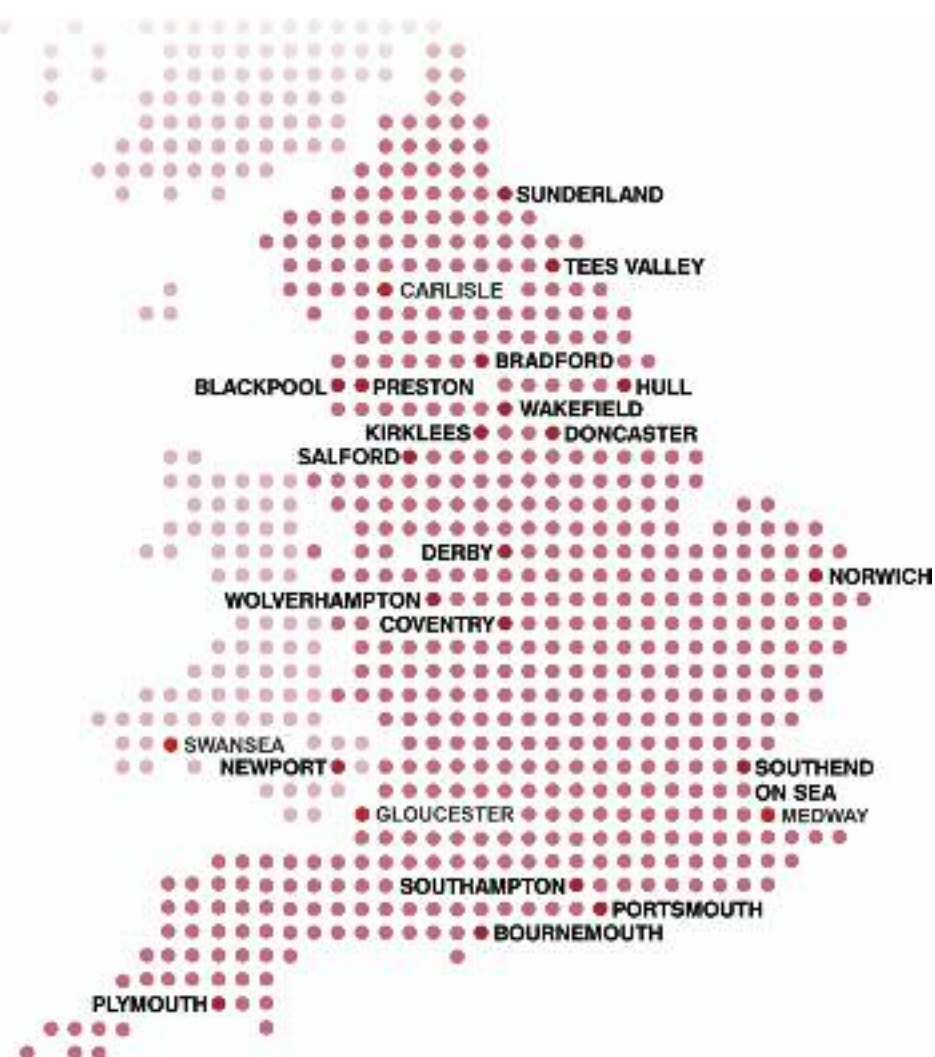 SUNDERLAND
TEES VALLEY
CARLISLE
BRADFORD
BLACKPOOL
PRESTON
HULL
WAKEFIELD
KIRKLEES
DONCASTER
SALFORD
DERBY
NORWICH
WOLVERHAMPTON
COVENTRY
SWANSEA
NEWPORT
SOUTHEND
ON SEA
GLOUCESTER
MEDWAY
SOUTHAMPTON
PORTSMOUTH
BOURNEMOUTH
PLYMOUTH